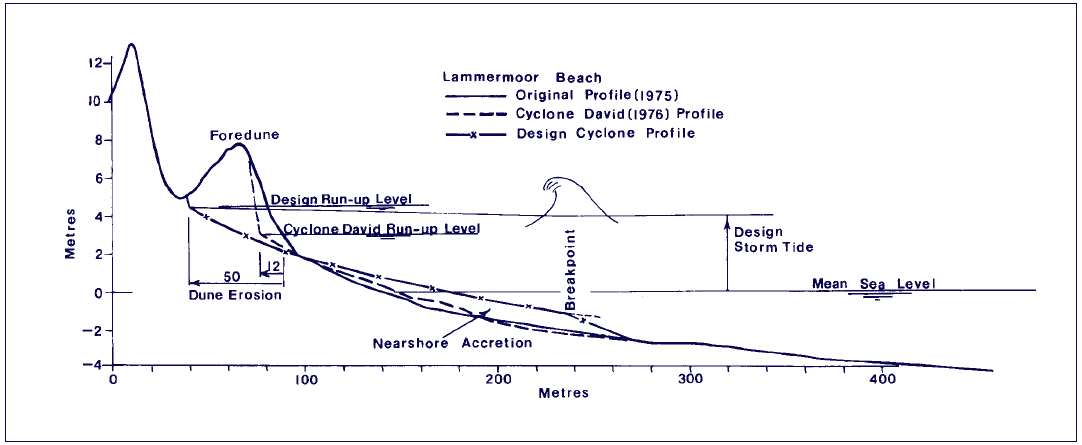 Lammermoor Beach
Original Profile (1975)
Cyclone David (1976) Profile
Design Cyclone Profile
12
10
8
6
4
2
0
−2
−4
Metres
Foredune
Design Run-up Level
Cyclone David Run-up Level
Design
Storm Tide
12
50
Dune Erosion
Breakpoint
Mean Sea Level
Nearshore Accretion
0
100
200
300
400
Metres